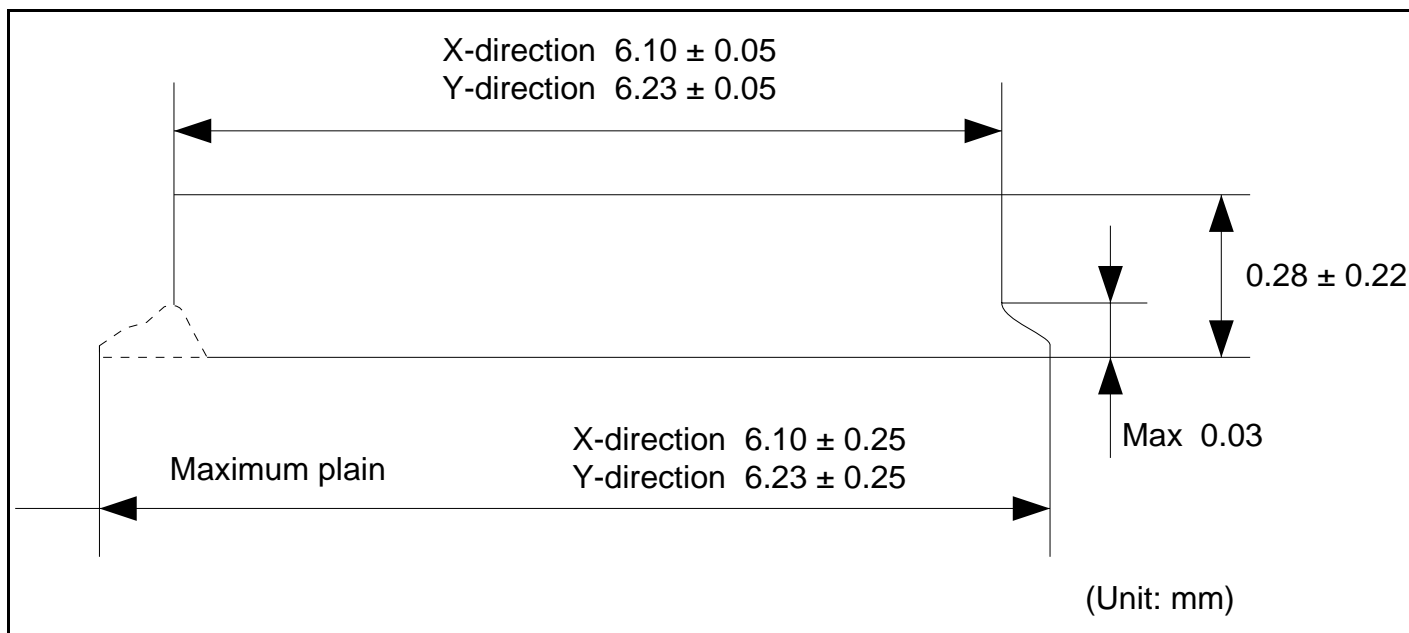 X-direction 6.10 ± 0.05
Y-direction 6.23 ± 0.05
0.28 ± 0.22
Max 0.03
X-direction 6.10 ± 0.25
Y-direction 6.23 ± 0.25
Maximum plain
(Unit: mm)